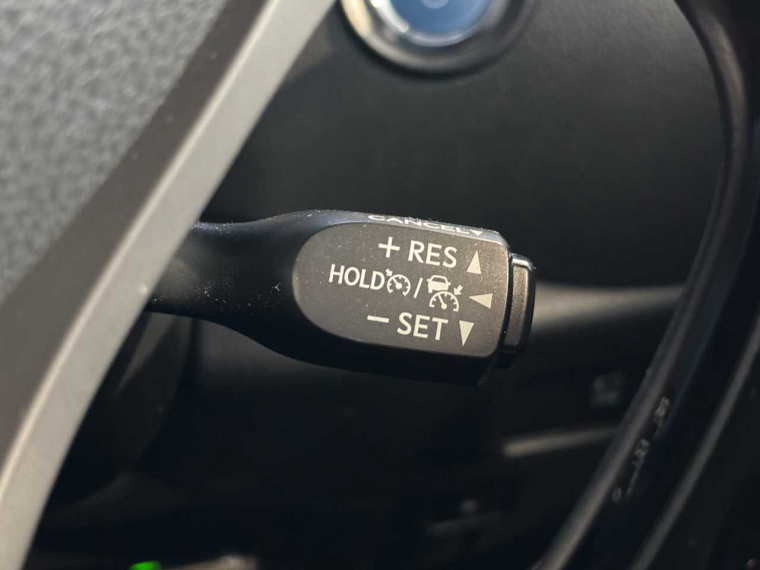 CANCEL
+ RES
HOLD /
− SET